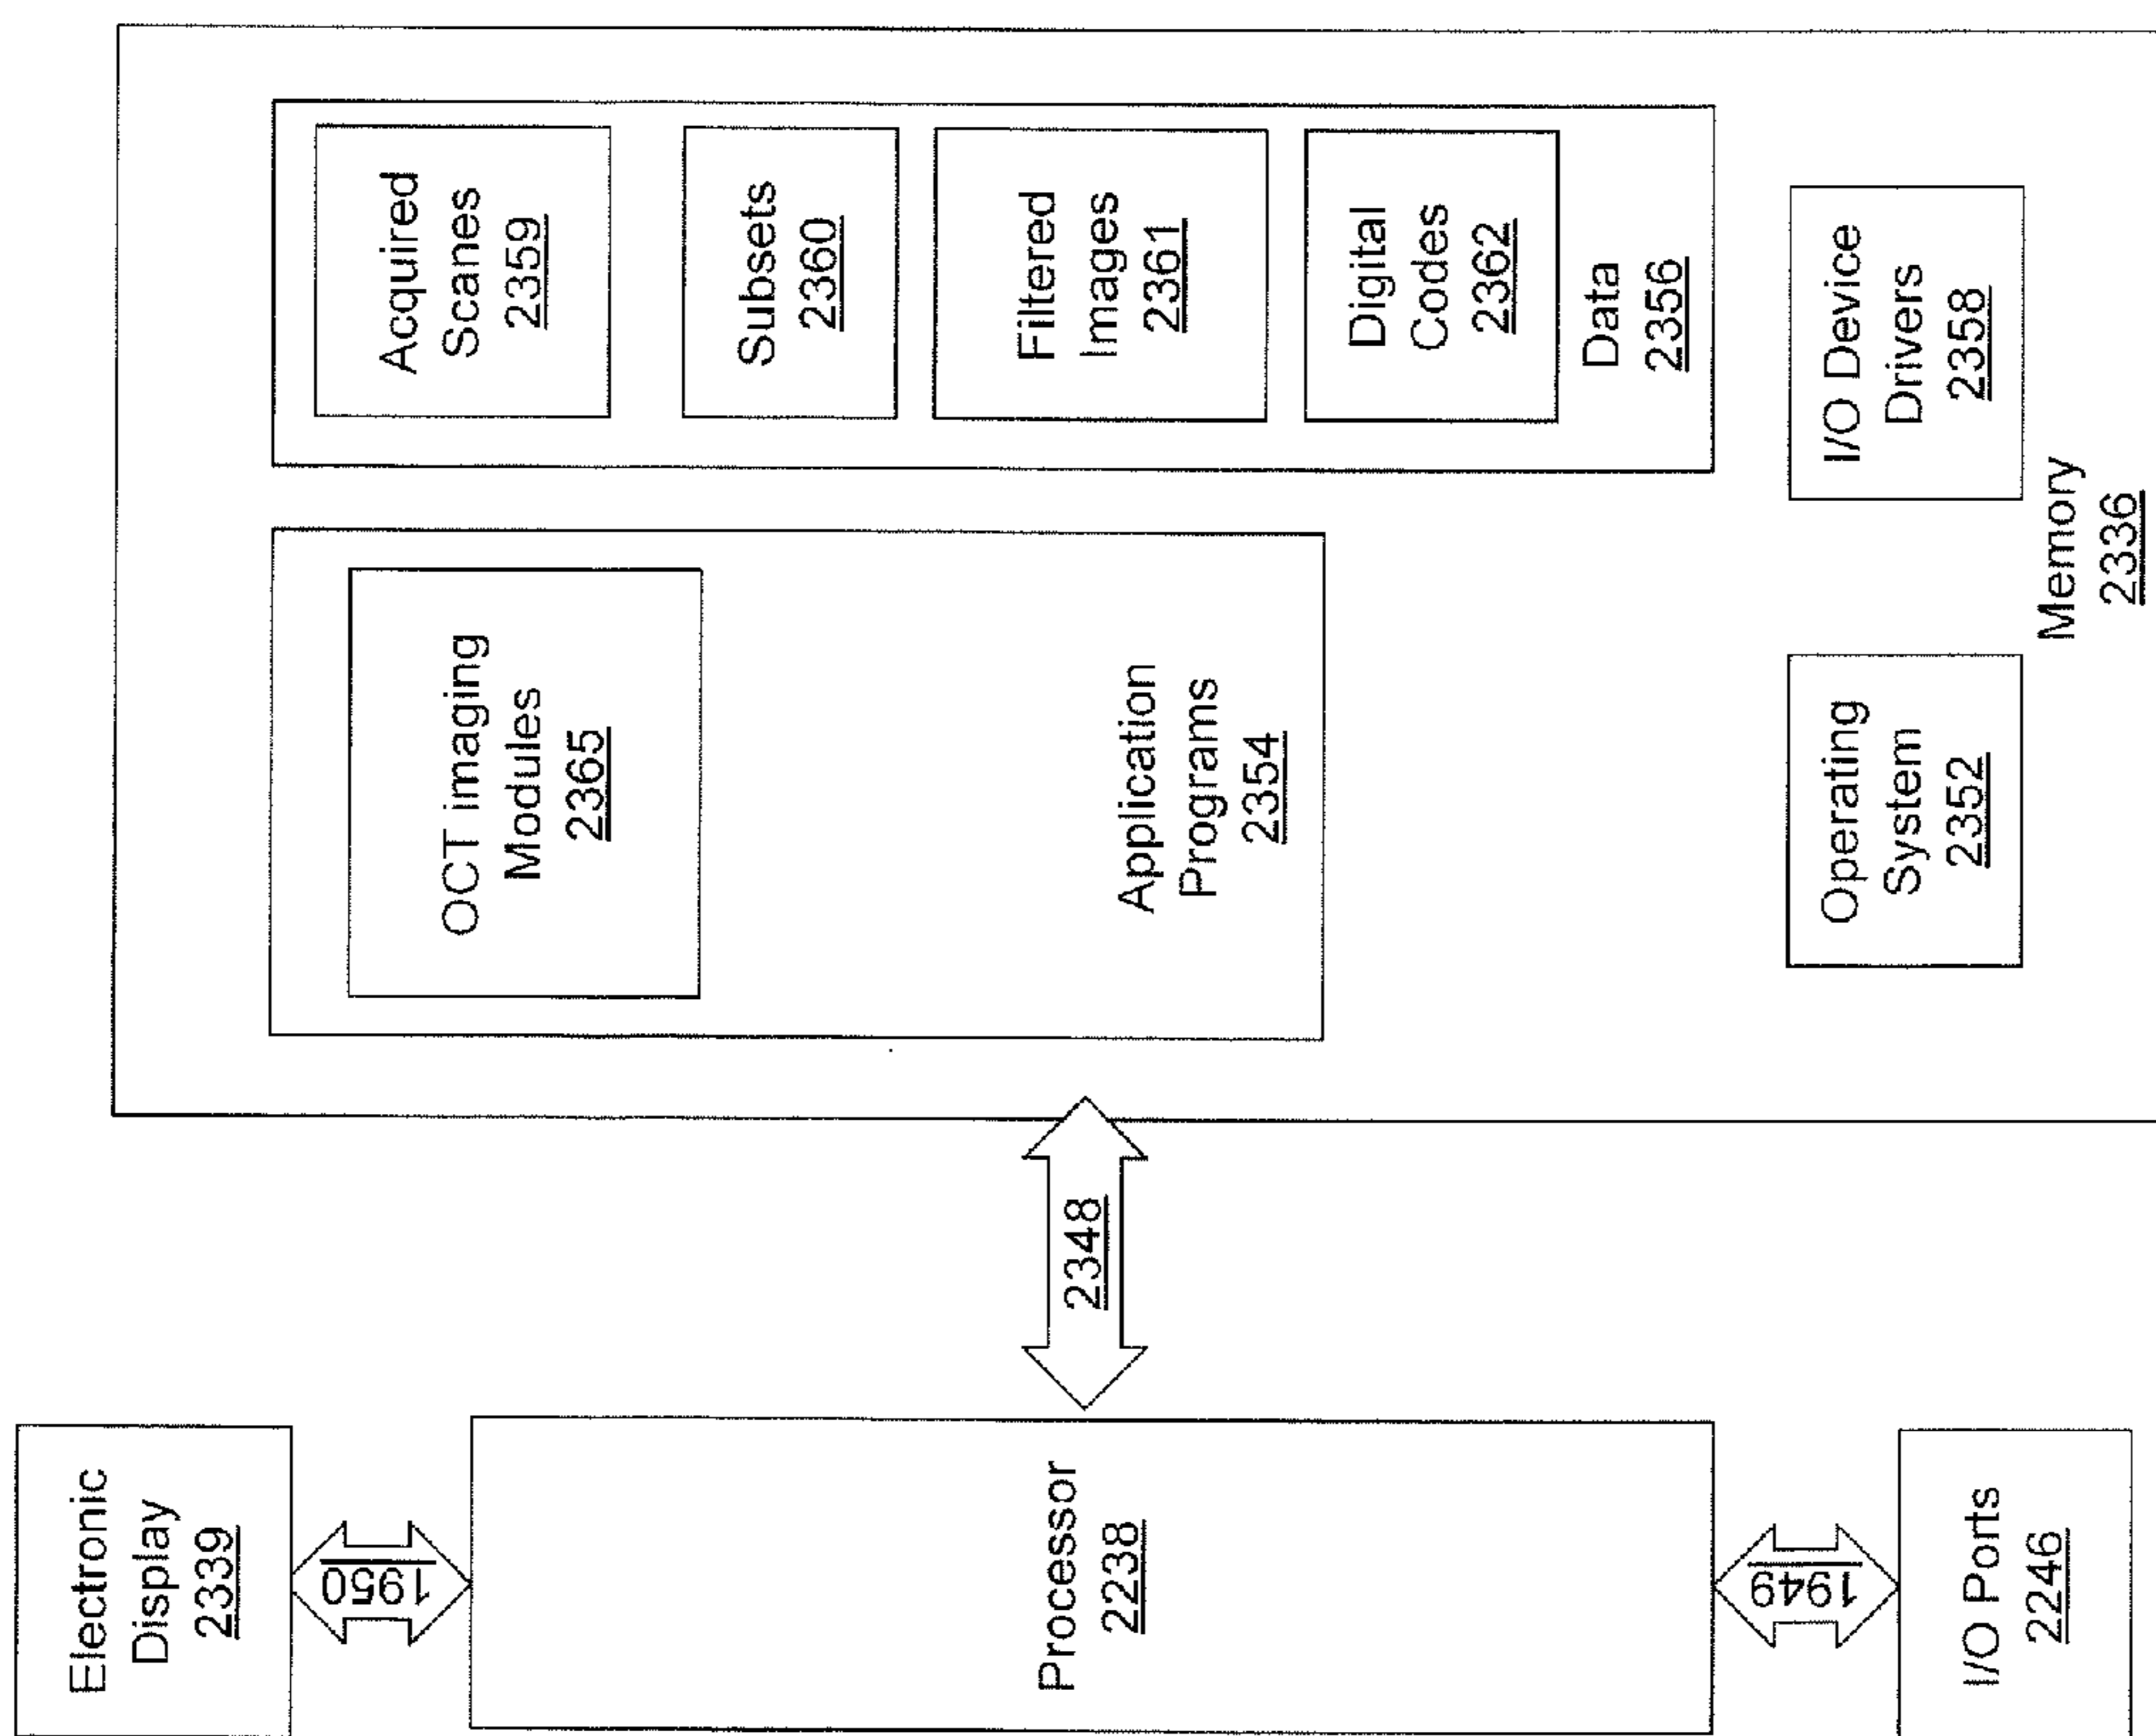 Electronic
Display
2339
1950
Processor
2238
1949
I/O Ports
2246
2348
OCT imaging
Modules
2365
Application
Programs
2354
Acquired
Scanes
2359
Subsets
2360
Filtered
Images
2361
Digital
Codes
2362
Data
2356
Operating
System
2352
I/O Device
Drivers
2358
Memory
2336